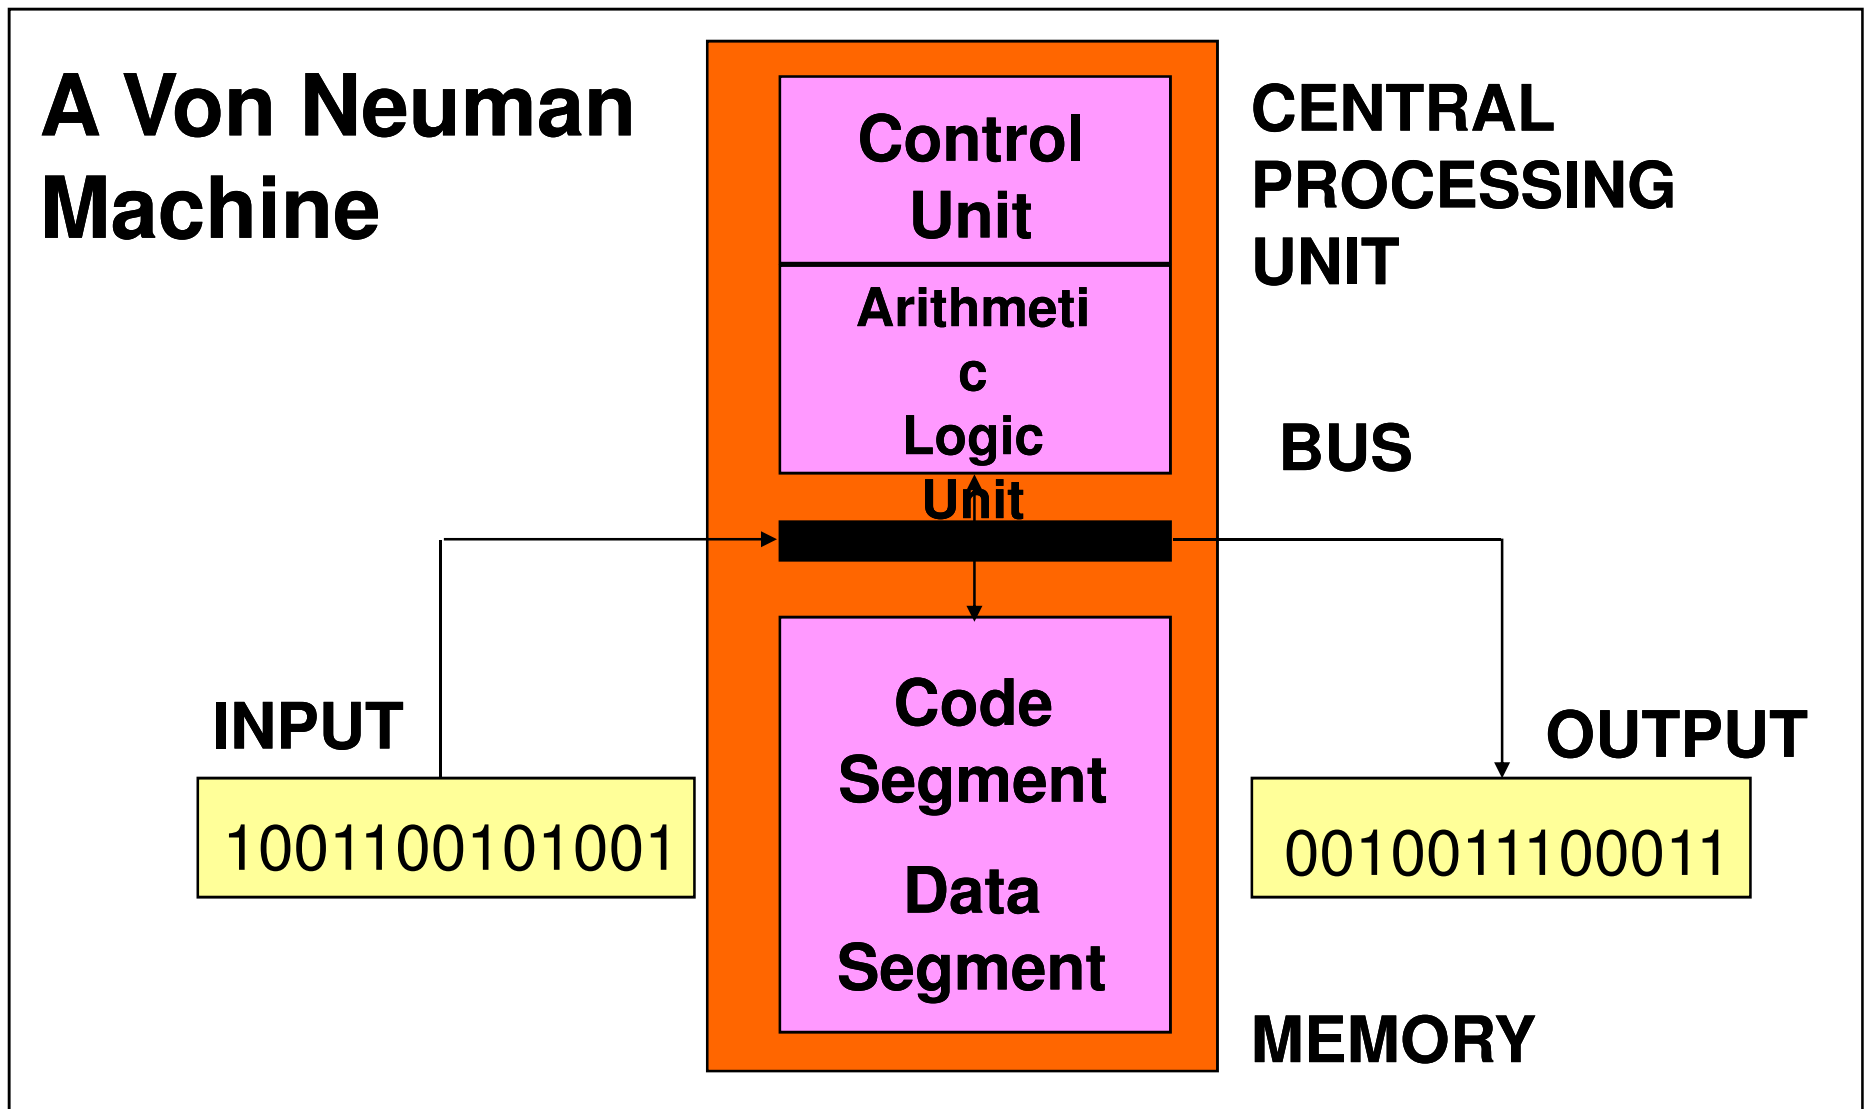 A Von Neuman
Machine
Control
Unit
Arithmeti
c
Logic
Unit
CENTRAL
PROCESSING
UNIT
BUS
INPUT
1001100101001
Code
Segment
Data
Segment
OUTPUT
0010011100011
MEMORY